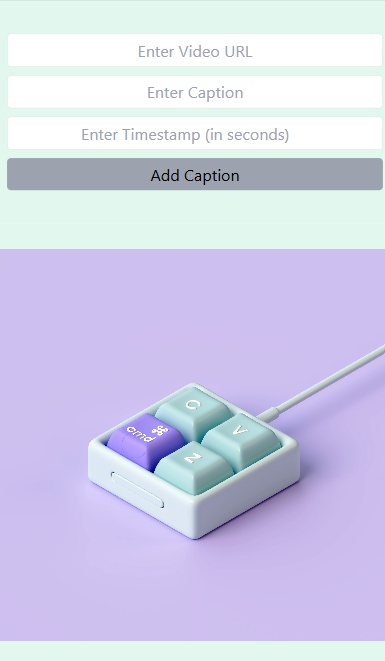 Enter Video URL
Enter Caption
Enter Timestamp (in seconds)
Add Caption
C
cmd ⌘
V
Z